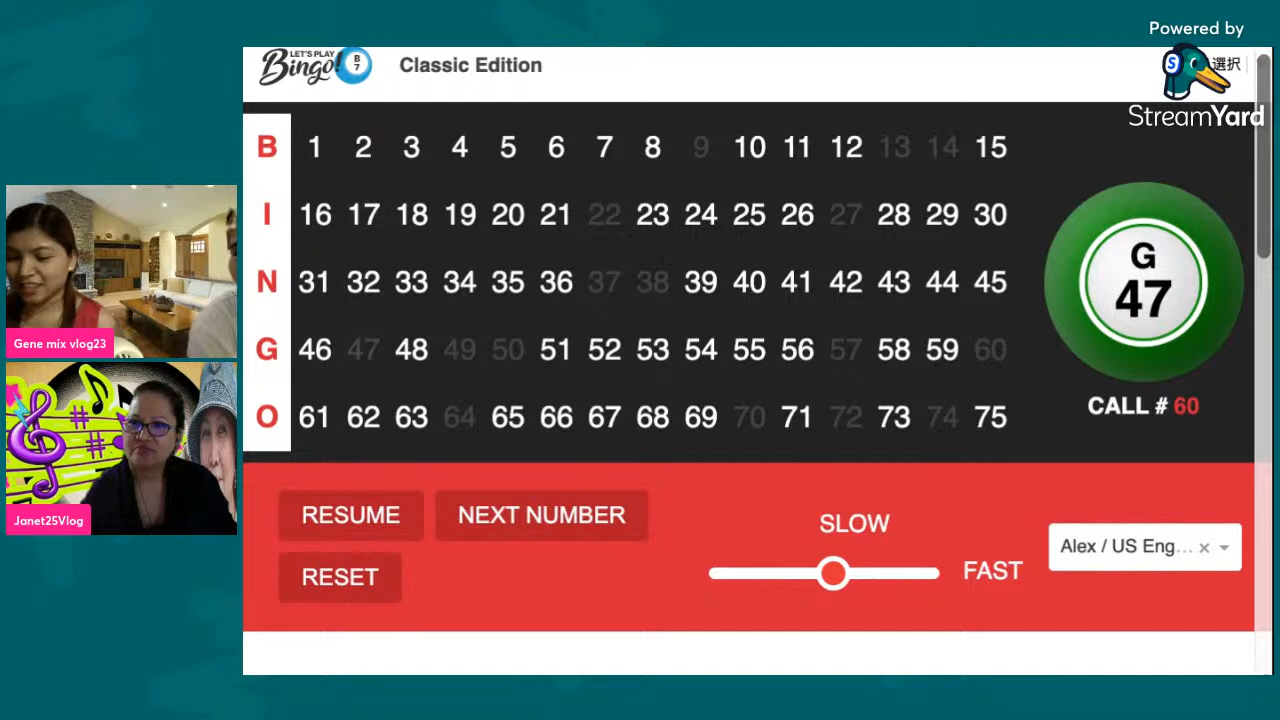 Powered by
StreamYard
LET'S PLAY
Bingo!
B
7
Classic Edition
選択
B 1 2 3 4 5 6 7 8 9 10 11 12 13 14 15
I 16 17 18 19 20 21 22 23 24 25 26 27 28 29 30
N 31 32 33 34 35 36 37 38 39 40 41 42 43 44 45
G 46 47 48 49 50 51 52 53 54 55 56 57 58 59 60
O 61 62 63 64 65 66 67 68 69 70 71 72 73 74 75
G
47
CALL # 60
Gene mix vlog23
Janet25Vlog
RESUME
NEXT NUMBER
RESET
SLOW
FAST
Alex / US Eng...